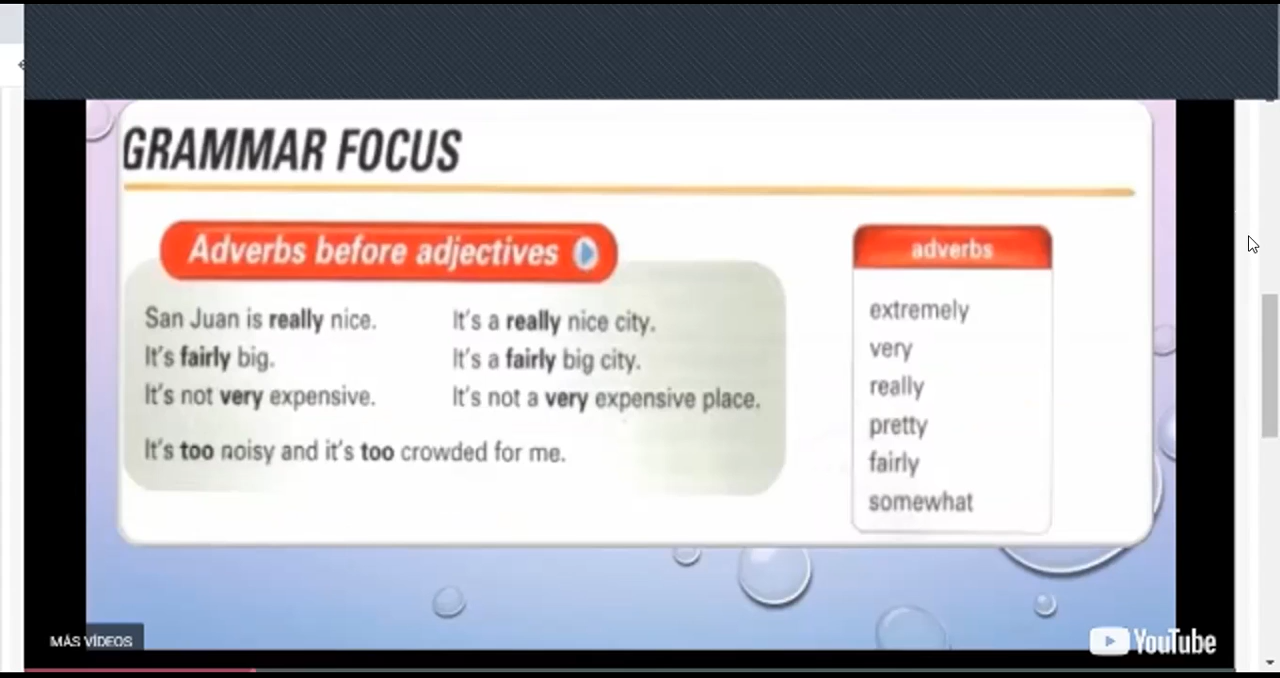 GRAMMAR FOCUS
Adverbs before adjectives
San Juan is really nice.
It's fairly big.
It's not very expensive.
It's a really nice city.
It's a fairly big city.
It's not a very expensive place.
It's too noisy and it's too crowded for me.
adverbs
extremely
very
really
pretty
fairly
somewhat
MÁS VÍDEOS
YouTube